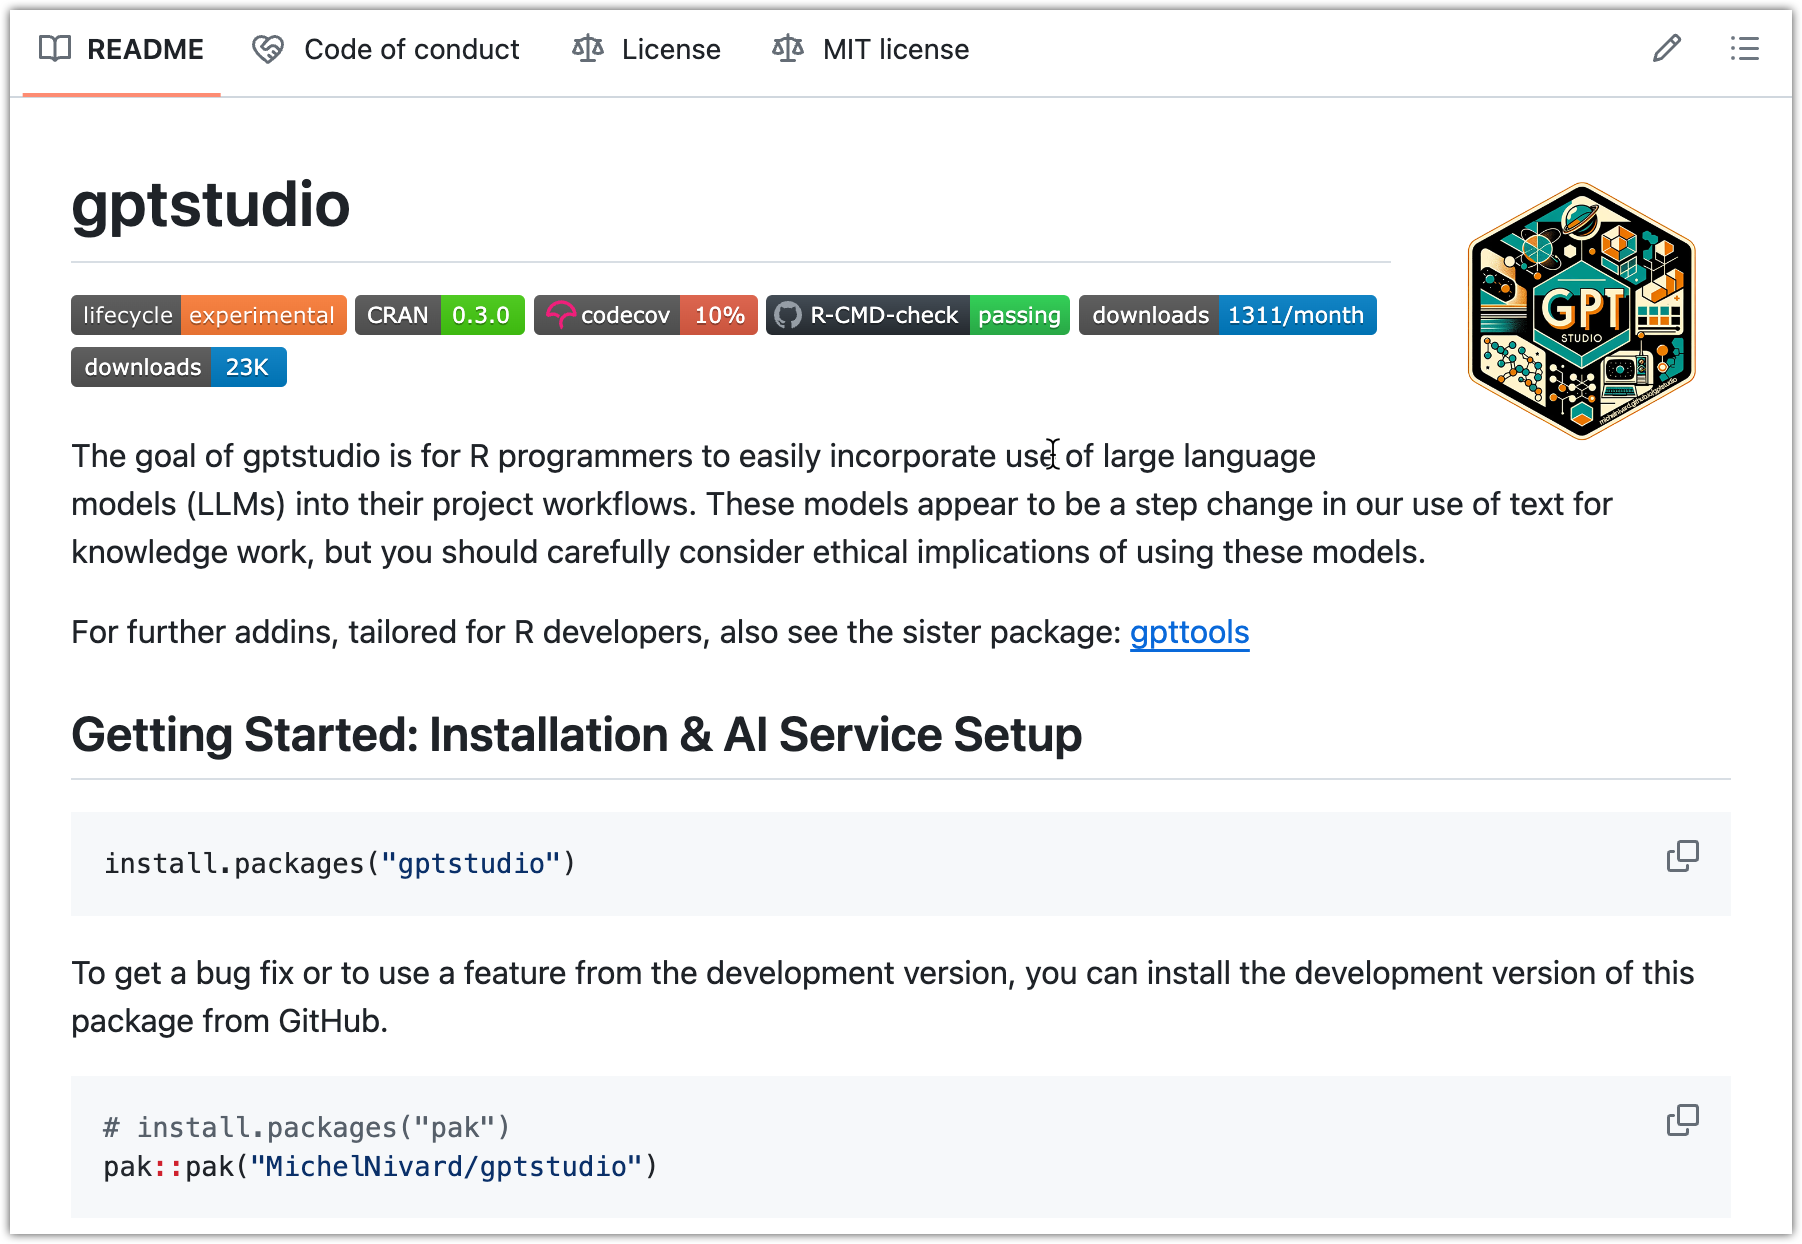 README Code of conduct License MIT license
gptstudio
lifecycle experimental CRAN 0.3.0 codecov 10% R-CMD-check passing downloads 1311/month
downloads 23K
GPT
STUDIO
michelnivard.github.io/gptstudio
The goal of gptstudio is for R programmers to easily incorporate use of large language
models (LLMs) into their project workflows. These models appear to be a step change in our use of text for
knowledge work, but you should carefully consider ethical implications of using these models.
For further addins, tailored for R developers, also see the sister package: gpttools
Getting Started: Installation & AI Service Setup
install.packages("gptstudio")
To get a bug fix or to use a feature from the development version, you can install the development version of this
package from GitHub.
# install.packages("pak")
pak::pak("MichelNivard/gptstudio")